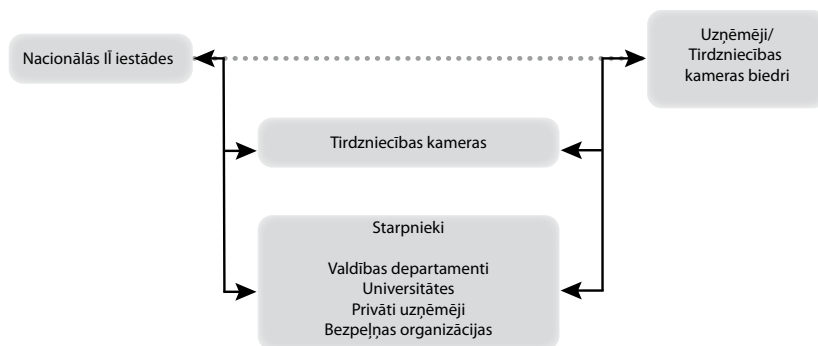 Nacionālās IĪ iestādes
Uzņēmēji/
Tirdzniecības
kameras biedri
Tirdzniecības kameras
Starpnieki
Valdības departamenti
Universitātes
Privāti uzņēmēji
Bezpeļņas organizācijas